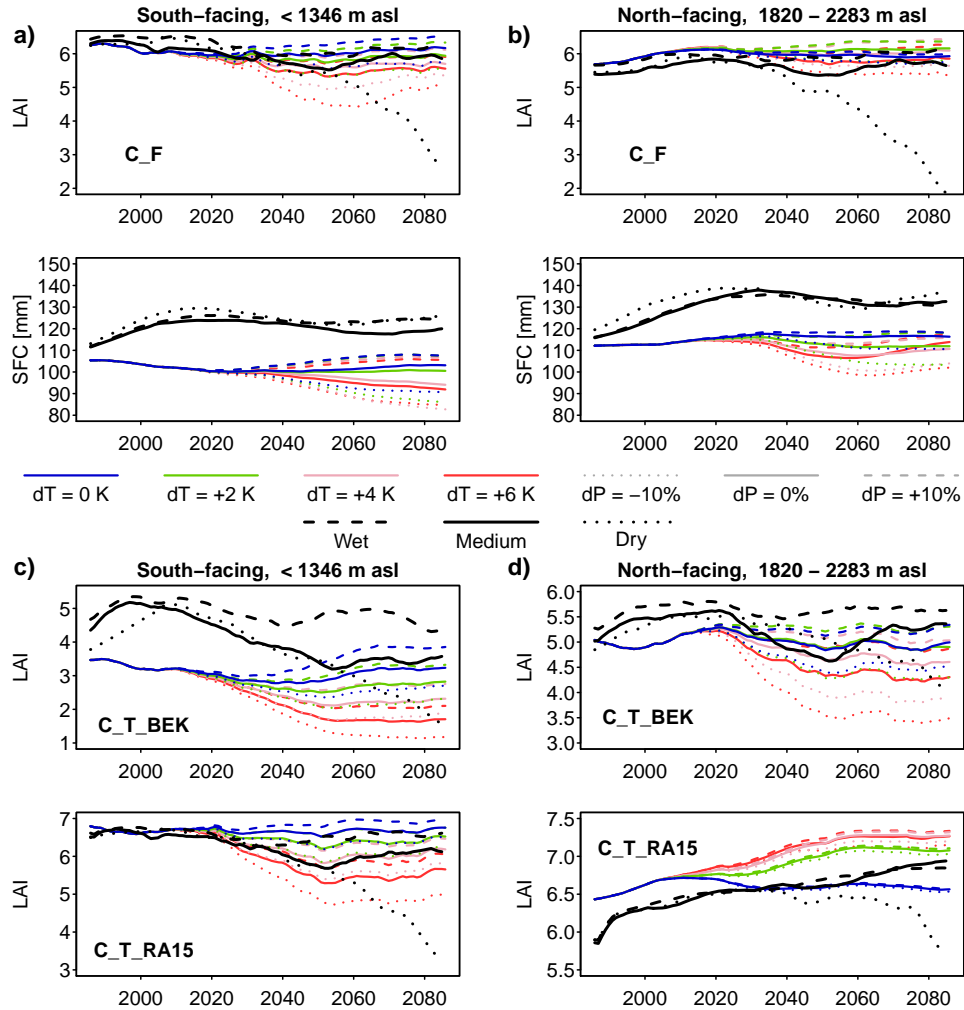 a) South−facing, < 1346 m asl
b) North−facing, 1820 − 2283 m asl
LAI
6
5
4
3
2
C_F
2000 2020 2040 2060 2080
LAI
6
5
4
3
2
C_F
2000 2020 2040 2060 2080
SFC [mm]
150
140
130
120
110
100
90
80
2000 2020 2040 2060 2080
SFC [mm]
150
140
130
120
110
100
90
80
2000 2020 2040 2060 2080
dT = 0 K dT = +2 K dT = +4 K dT = +6 K dP = −10% dP = 0% dP = +10%
Wet Medium Dry
c) South−facing, < 1346 m asl
d) North−facing, 1820 − 2283 m asl
LAI
5
4
3
2
1
C_T_BEK
2000 2020 2040 2060 2080
LAI
6.0
5.5
5.0
4.5
4.0
3.5
3.0
C_T_BEK
2000 2020 2040 2060 2080
LAI
7
6
5
4
3
C_T_RA15
2000 2020 2040 2060 2080
LAI
7.5
7.0
6.5
6.0
5.5
C_T_RA15
2000 2020 2040 2060 2080